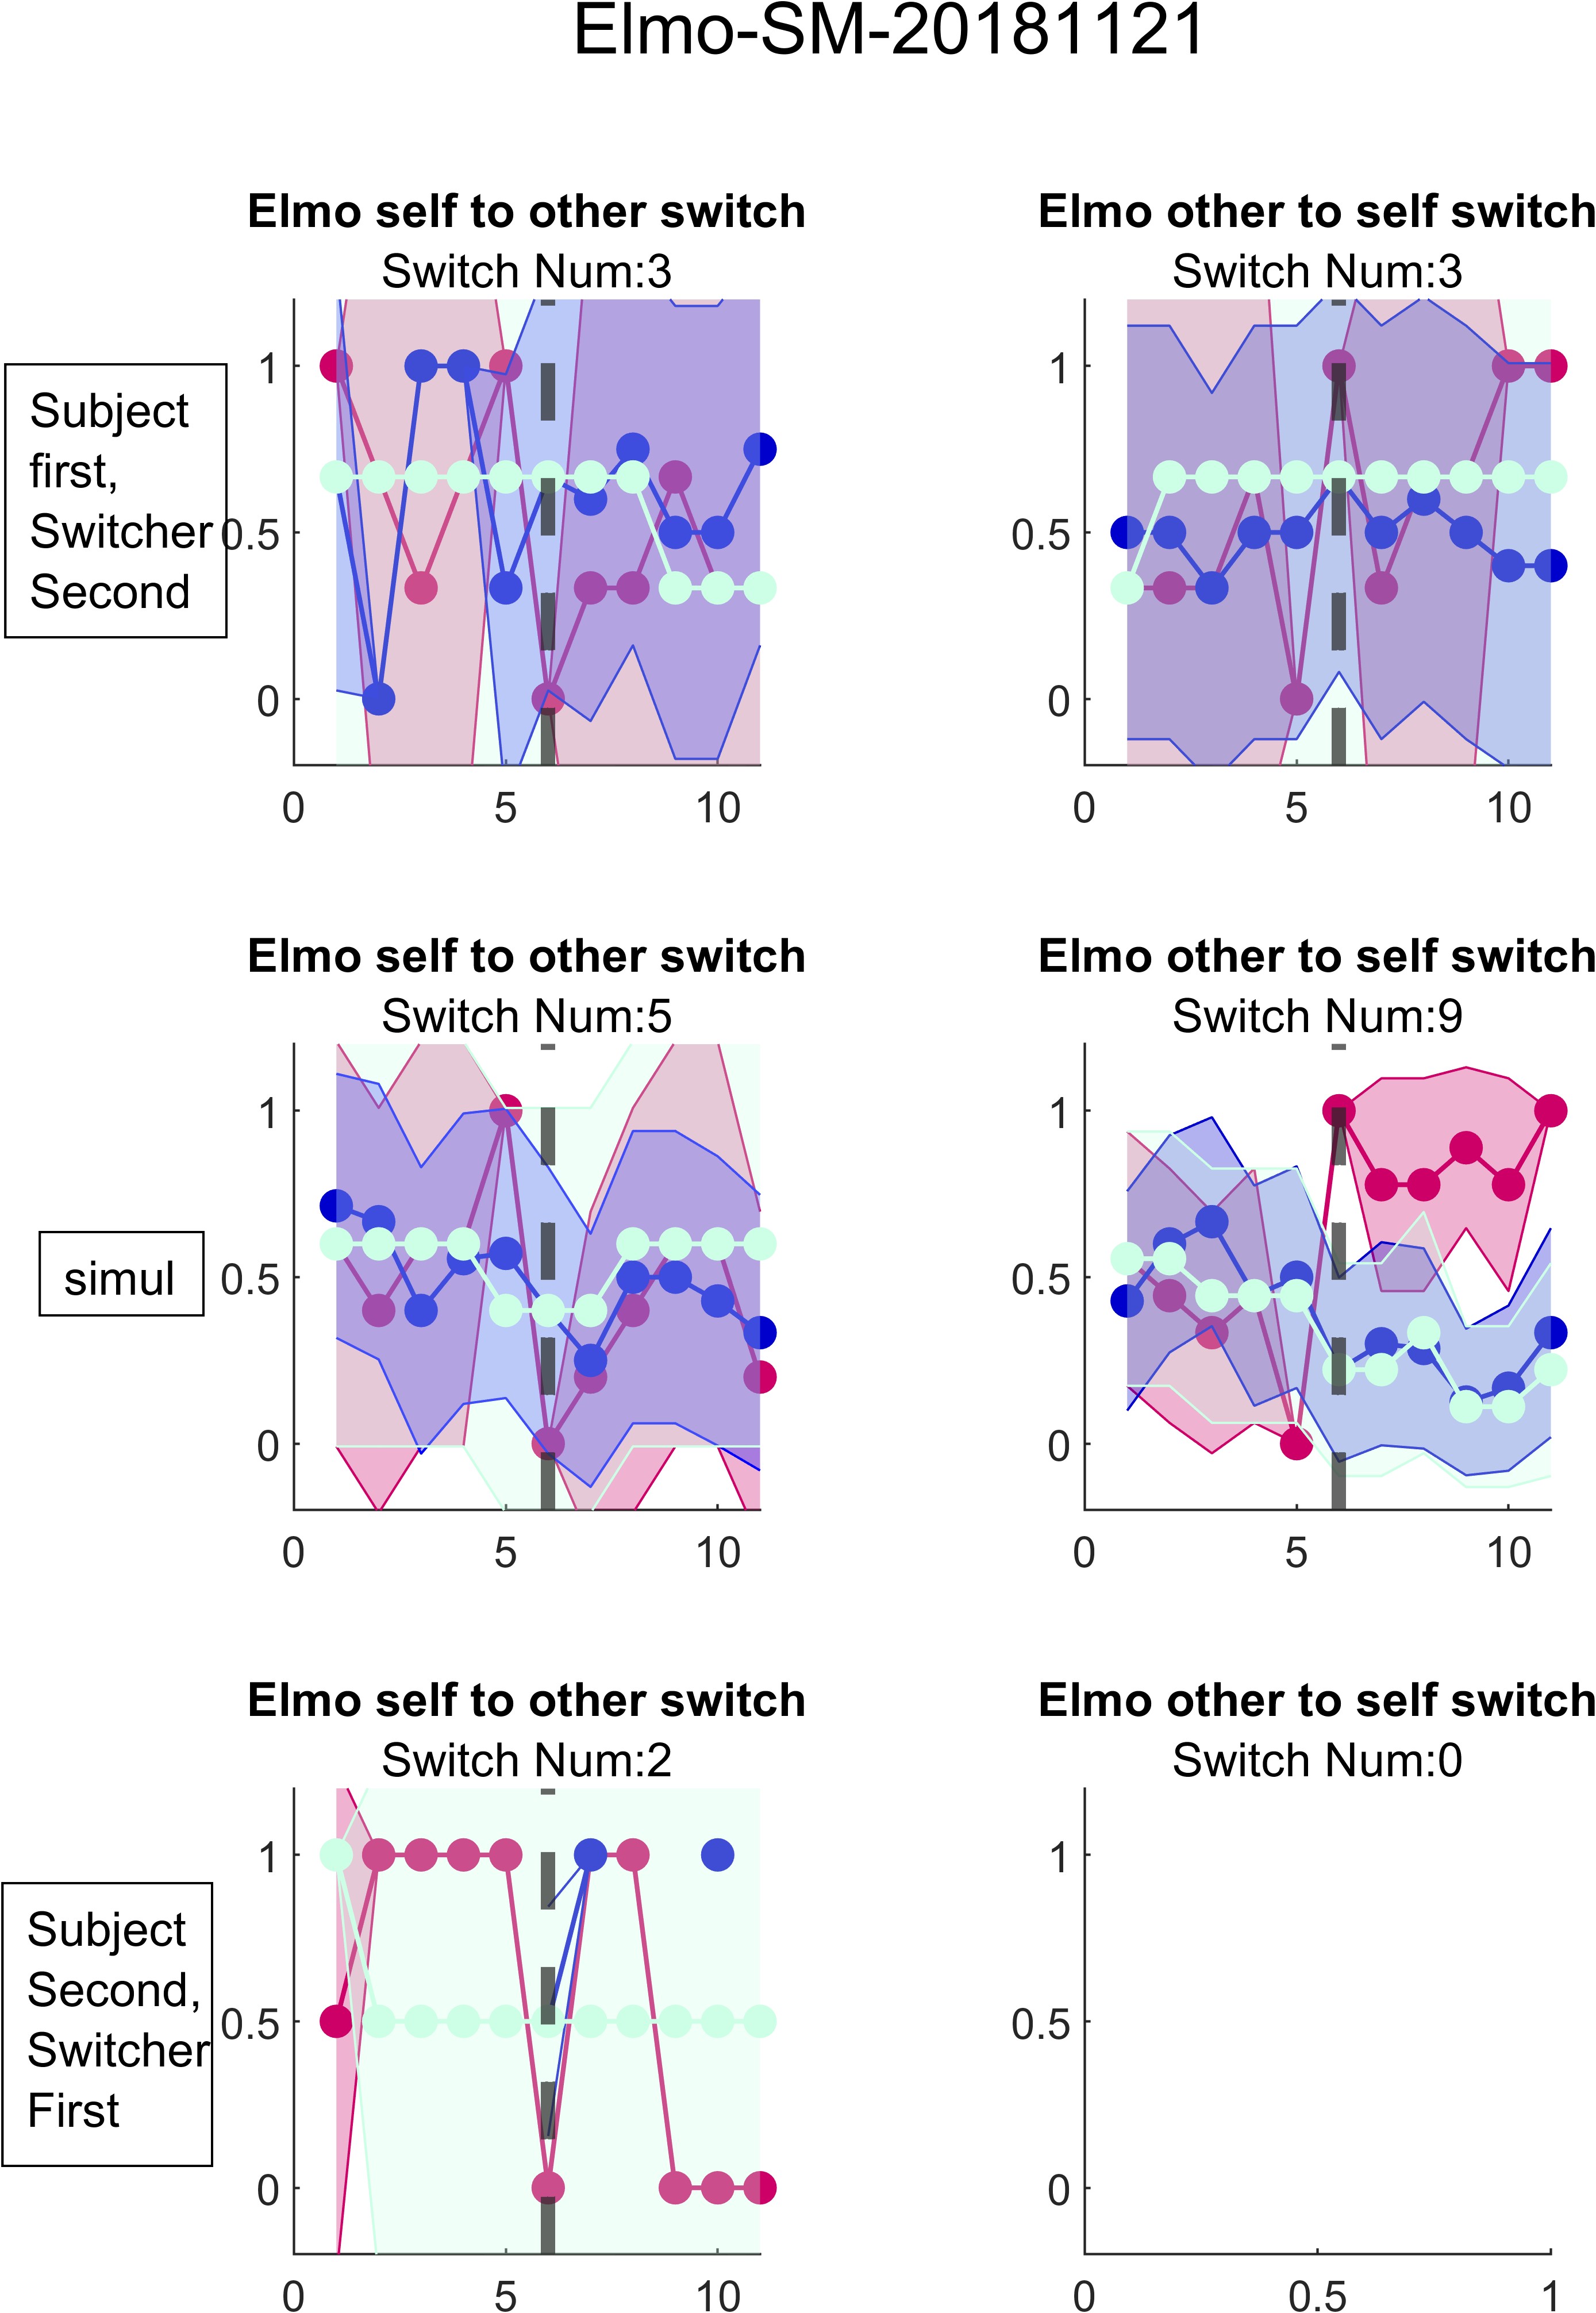 Elmo-SM-20181121
Elmo self to other switch
Switch Num:3
Elmo other to self switch
Switch Num:3
Subject
first,
Switcher
Second
1
0.5
0
0
5
10
1
0.5
0
0
5
10
Elmo self to other switch
Switch Num:5
Elmo other to self switch
Switch Num:9
simul
1
0.5
0
0
5
10
1
0.5
0
0
5
10
Elmo self to other switch
Switch Num:2
Elmo other to self switch
Switch Num:0
Subject
Second,
Switcher
First
1
0.5
0
0
5
10
1
0.5
0
0
0.5
1